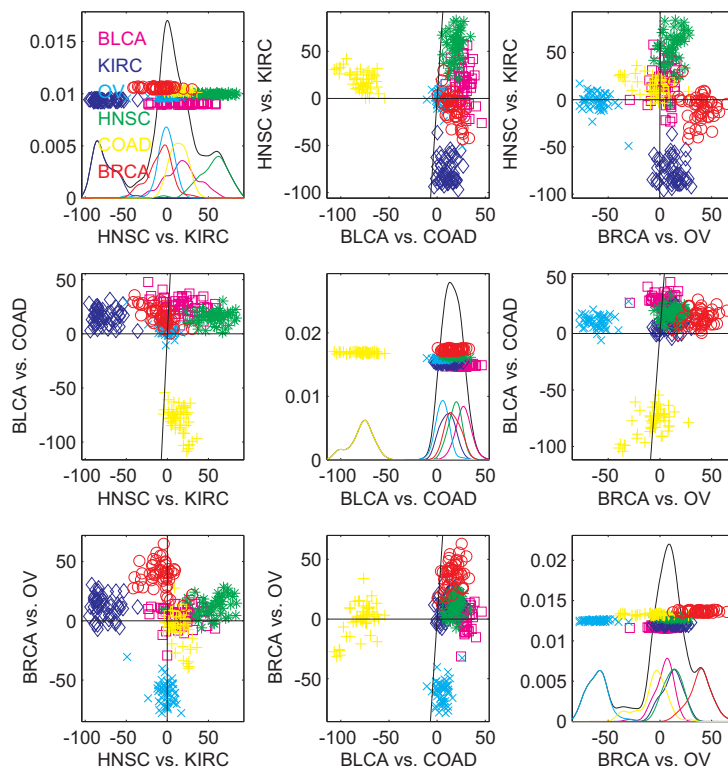 0.015
0.01
0.005
0
BLCA
KIRC
OV
HNSC
COAD
BRCA
-100 -50 0 50
HNSC vs. KIRC
HNSC vs. KIRC
50
0
-50
-100
-100 -50 0 50
BLCA vs. COAD
HNSC vs. KIRC
50
0
-50
-100
-50 0 50
BRCA vs. OV
BLCA vs. COAD
50
0
-50
-100
-100 -50 0 50
HNSC vs. KIRC
0.02
0.01
0
-100 -50 0 50
BLCA vs. COAD
BLCA vs. COAD
50
0
-50
-100
-50 0 50
BRCA vs. OV
BRCA vs. OV
50
0
-50
-100 -50 0 50
HNSC vs. KIRC
BRCA vs. OV
50
0
-50
-100 -50 0 50
BLCA vs. COAD
0.02
0.015
0.01
0.005
0
-50 0 50
BRCA vs. OV